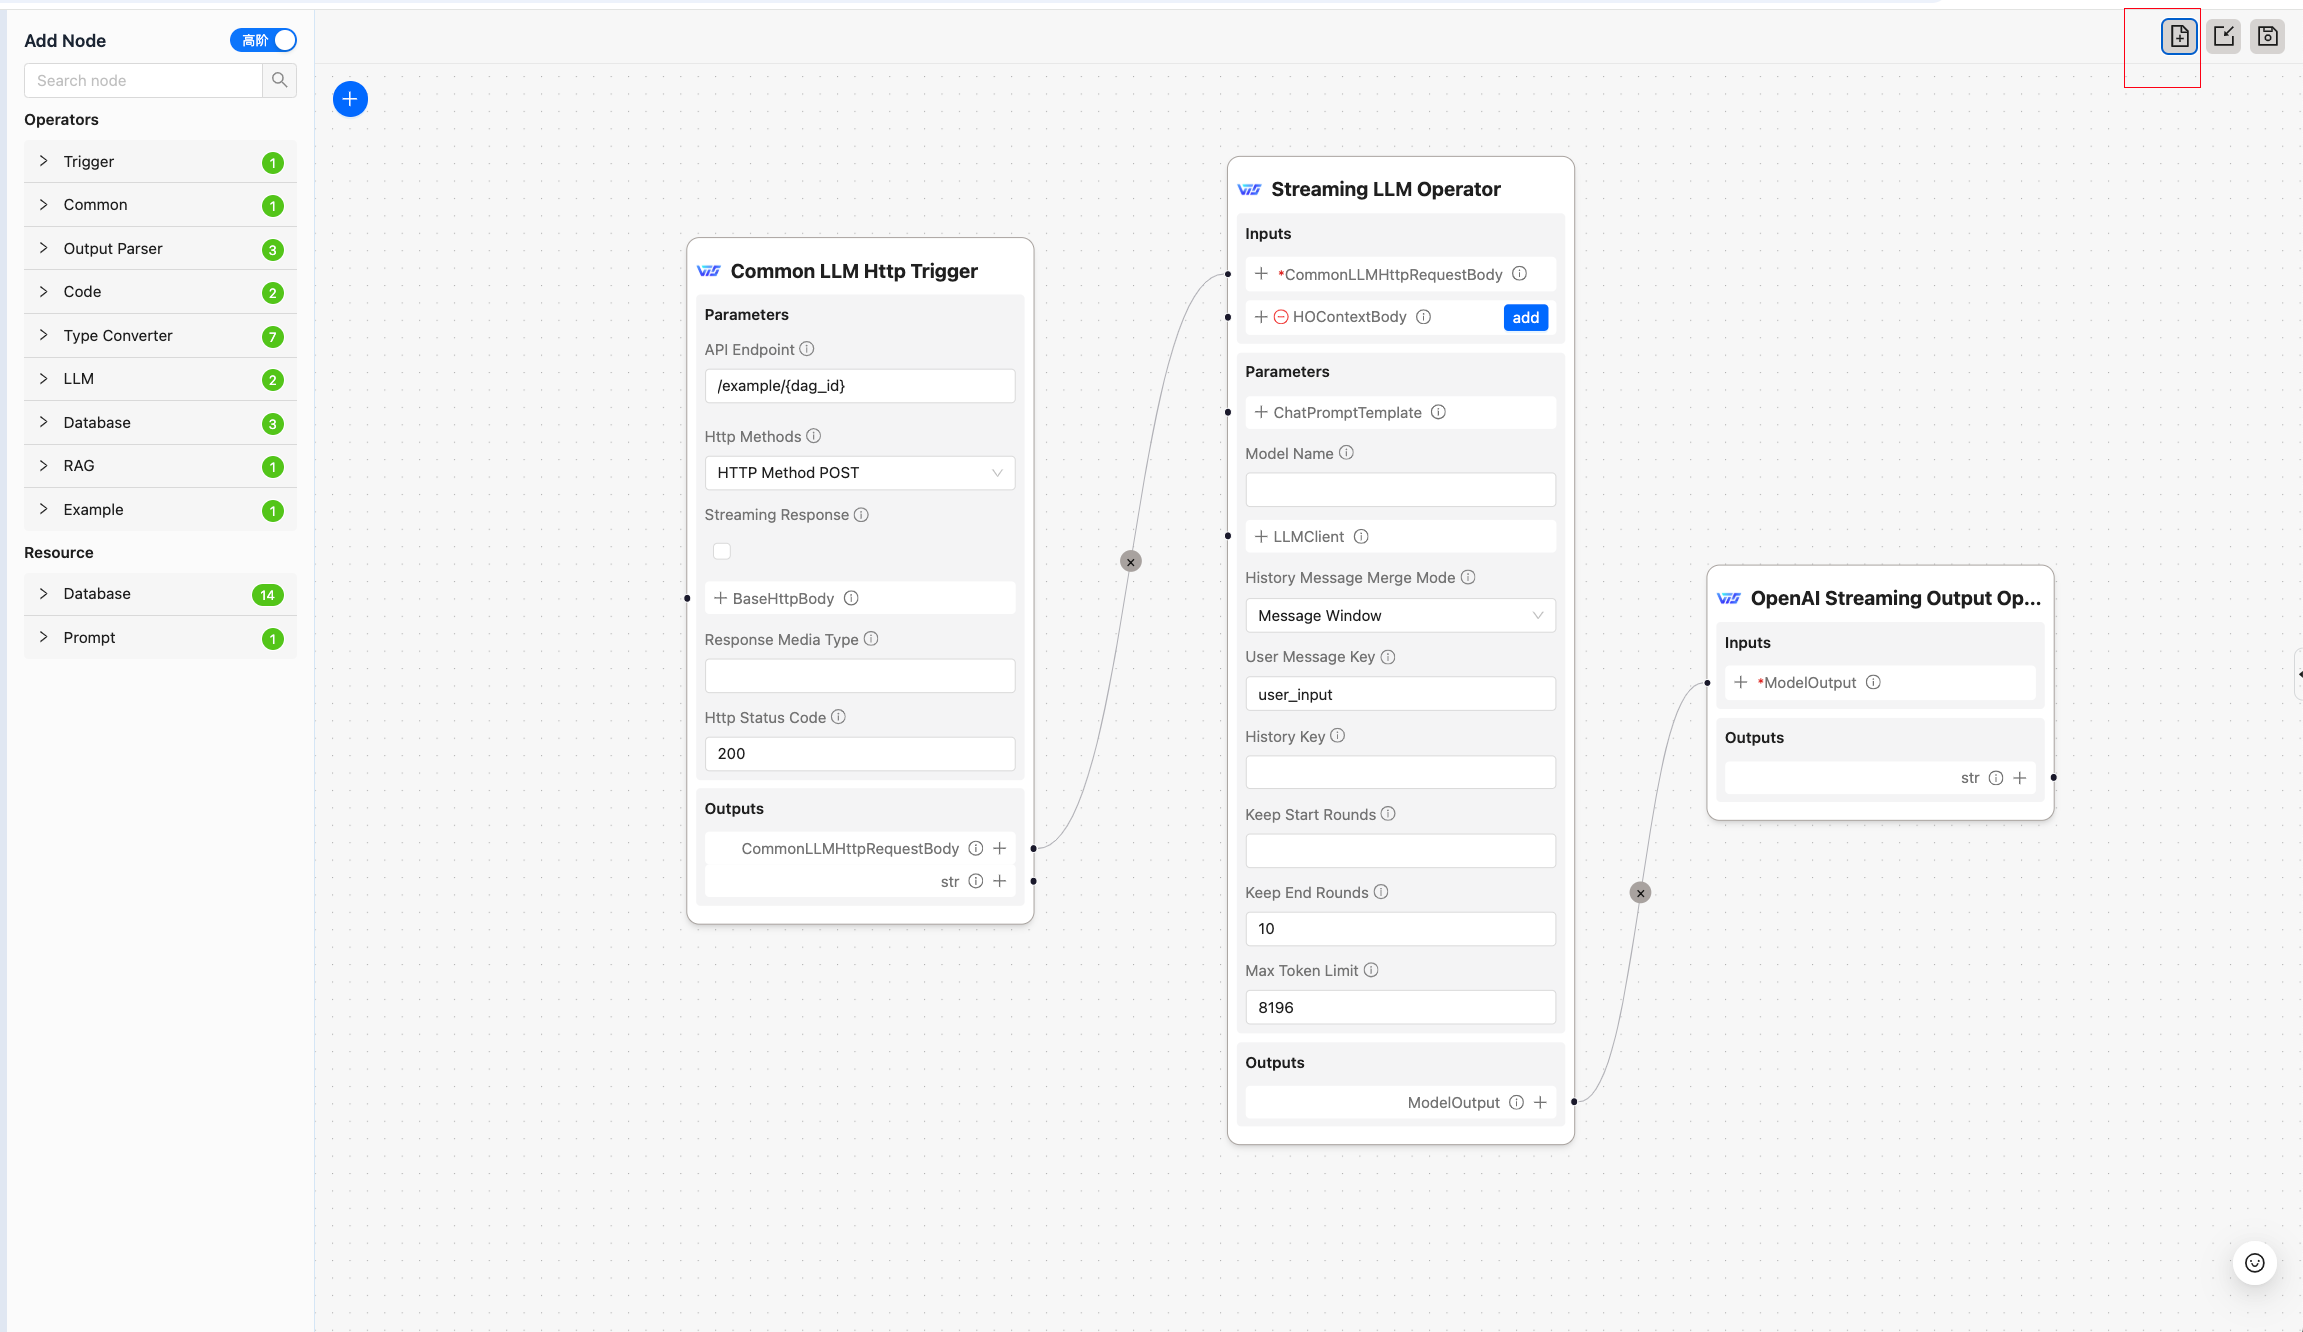 Add Node
高阶
Search node
Operators
Trigger
1
Common
1
Output Parser
3
Code
2
Type Converter
7
LLM
2
Database
3
RAG
1
Example
1
Resource
Database
14
Prompt
1
Common LLM Http Trigger
Parameters
API Endpoint
/example/{dag_id}
Http Methods
HTTP Method POST
Streaming Response
BaseHttpBody
Response Media Type
Http Status Code
200
Outputs
CommonLLMHttpRequestBody
str
Streaming LLM Operator
Inputs
*CommonLLMHttpRequestBody
HOContextBody
add
Parameters
ChatPromptTemplate
Model Name
LLMClient
History Message Merge Mode
Message Window
User Message Key
user_input
History Key
Keep Start Rounds
Keep End Rounds
10
Max Token Limit
8196
Outputs
ModelOutput
OpenAI Streaming Output Op...
Inputs
*ModelOutput
Outputs
str